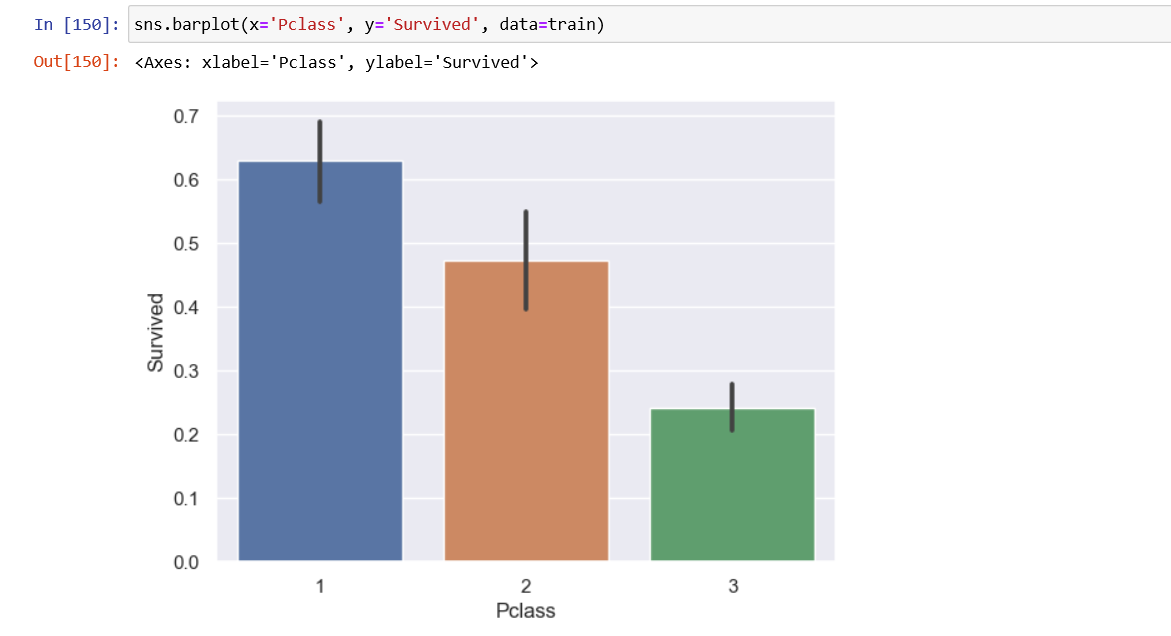 In [150]: sns.barplot(x='Pclass', y='Survived', data=train)
Out[150]: <Axes: xlabel='Pclass', ylabel='Survived'>
0.7
0.6
0.5
0.4
0.3
0.2
0.1
0.0
Survived
1 2 3
Pclass